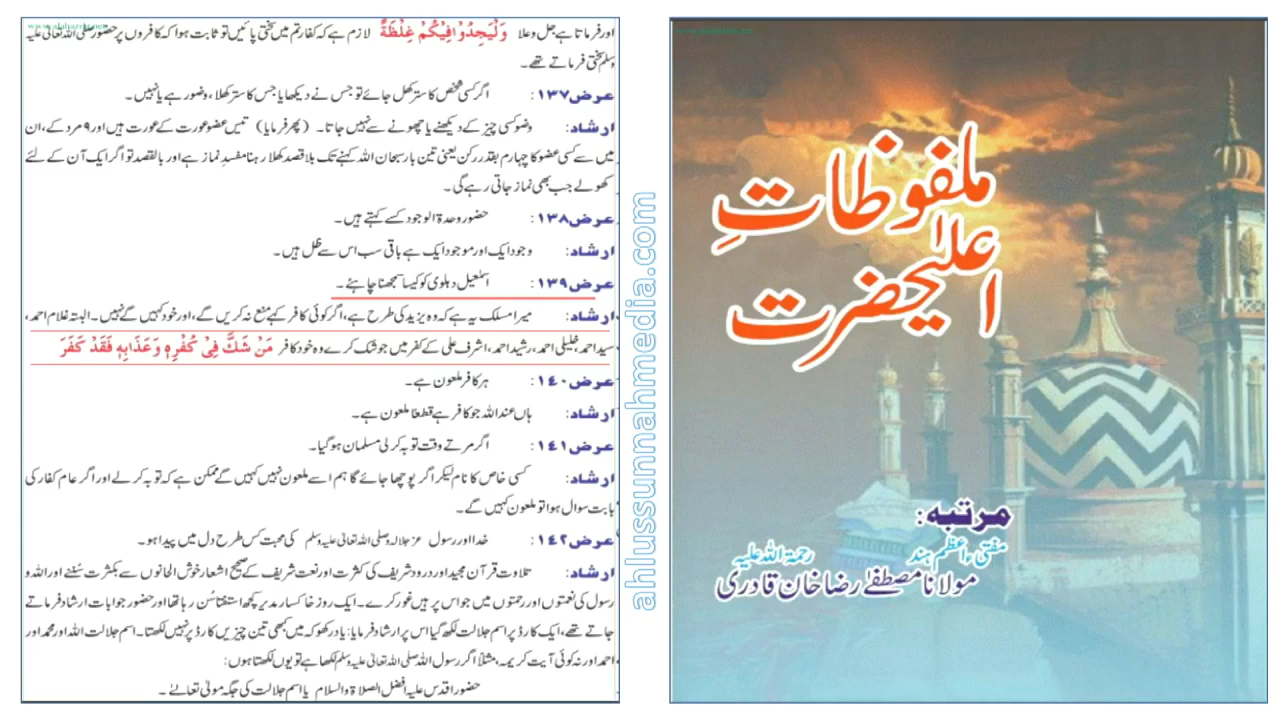 اور فرماتا ہے جل وعلا وَلْيَجِدُوْا فِيْكُمْ غِلْظَةً لازم ہے کہ کفار تم میں سختی پائیں تو ثابت ہوا کہ کافروں پر حضور صلی اللہ تعالیٰ علیہ
وسلم سختی فرماتے تھے۔
عرض ۱۳۷: اگر کسی شخص کا ستر کھل جائے تو جس نے دیکھا یا جس کا ستر کھلا، وضو رہے یا نہیں۔
ارشاد: وضو کسی چیز کے دیکھنے یا چھونے سے نہیں جاتا۔ (پھر فرمایا) تیس عضو عورت کے عورت ہیں اور ۹ مرد کے، ان
میں سے کسی عضو کا چہارم بقدر رکن یعنی تین بار سبحان اللہ کہنے تک بلا قصد کھلا رہنا مفسدِ نماز ہے اور بالقصد تو اگر ایک آن کے لئے
کھولے جب بھی نماز جاتی رہے گی۔
عرض ۱۳۸: حضور وحدۃ الوجود کسے کہتے ہیں۔
ارشاد: وجود ایک اور موجود ایک ہے باقی سب اس سے ظل ہیں۔
عرض ۱۳۹: اسمٰعیل دہلوی کو کیسا سمجھنا چاہئے۔
ارشاد: میرا مسلک یہ ہے کہ وہ یزید کی طرح ہے، اگر کوئی کافر کہے منع نہ کریں گے، اور خود کہیں گے نہیں۔ البتہ غلام احمد،
سید احمد، خلیلی احمد، رشید احمد، اشرف علی کے کفر میں جو شک کرے وہ خود کافر مَنْ شَكَّ فِىْ كُفْرِهٖ وَعَذَابِهٖ فَقَدْ كَفَرَ
عرض ۱٤۰: ہر کافر ملعون ہے۔
ارشاد: ہاں عند اللہ جو کافر ہے قطعاً ملعون ہے۔
عرض ۱٤۱: اگر مرتے وقت توبہ کر لی مسلمان ہو گیا۔
ارشاد: کسی خاص کا نام لیکر اگر پوچھا جائے گا ہم اسے ملعون نہیں کہیں گے ممکن ہے کہ توبہ کر لے اور اگر عام کفار کی
بابت سوال ہوا تو ملعون کہیں گے۔
عرض ۱٤۲: خدا اور رسول عز جلالہ وصلی اللہ تعالیٰ علیہ وسلم کی محبت کس طرح دل میں پیدا ہو۔
ارشاد: تلاوت قرآن مجید اور درود شریف کی کثرت اور نعت شریف کے صحیح اشعار خوش الحانوں سے بکثرت سُنے اور اللہ و
رسول کی نعمتوں اور رحمتوں میں جو اس پر ہیں غور کرے۔ ایک روز خاکسار مدیر کچھ استفتا سُن رہا تھا اور حضور جوابات ارشاد فرماتے
جاتے تھے، ایک کارڈ پر اسم جلالت لکھ گیا اس پر ارشاد فرمایا: یاد رکھو کہ میں کبھی تین چیزیں کارڈ پر نہیں لکھتا۔ اسم جلالت اللہ اور محمد اور
احمد اور نہ کوئی آیت کریمہ، مثلاً اگر رسول اللہ صلی اللہ تعالیٰ علیہ وسلم لکھا ہے تو یوں لکھتا ہوں:
حضور اقدس علیہ افضل الصلاۃ والسلام یا اسم جلالت کی جگہ مولیٰ تعالےٰ۔
ahlussunnahmedia.com
ملفوظاتِ
اعلیٰحضرت
مرتبہ:
مفتیٔ اعظم ہند رحمۃ اللہ علیہ
مولانا مصطفےٰ رضا خان قادری